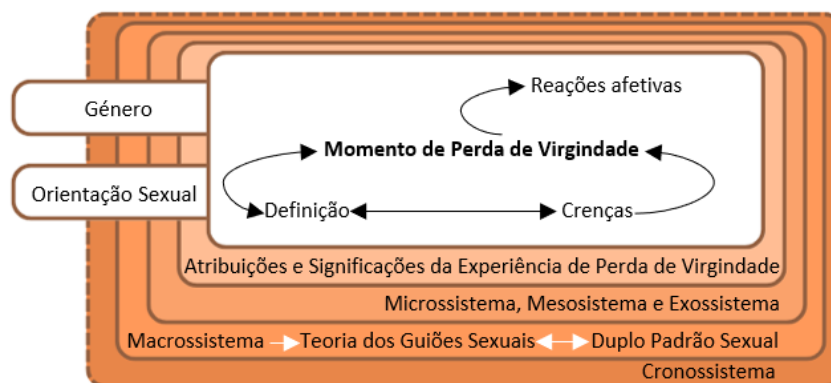 Reações afetivas
Género
Momento de Perda de Virgindade
Orientação Sexual
Definição
Crenças
Atribuições e Significações da Experiência de Perda de Virgindade
Microssistema, Mesosistema e Exossistema
Macrossistema Teoria dos Guiões Sexuais Duplo Padrão Sexual
Cronossistema